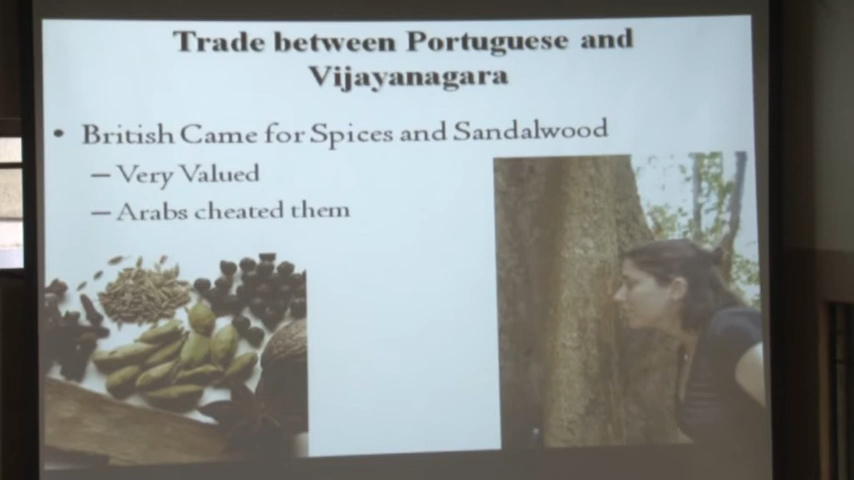 Trade between Portuguese and
Vijayanagara
• British Came for Spices and Sandalwood
– Very Valued
– Arabs cheated them